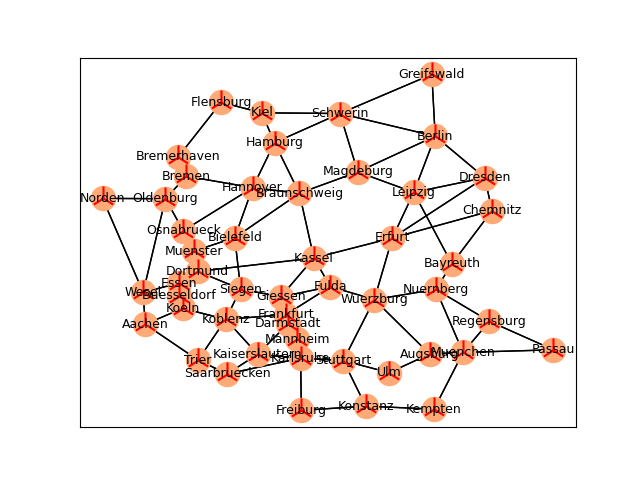 Greifswald
Flensburg
Kiel
Schwerin
Berlin
Hamburg
Bremerhaven
Magdeburg
Bremen
Dresden
Hannover
Braunschweig
Leipzig
Norden
Oldenburg
Chemnitz
Osnabrueck
Bielefeld
Erfurt
Muenster
Kassel
Bayreuth
Dortmund
Essen
Fulda
Siegen
Nuernberg
Wesel
Duesseldorf
Giessen
Wuerzburg
Koeln
Frankfurt
Koblenz
Regensburg
Aachen
Darmstadt
Mannheim
Passau
Kaiserslautern
Augsburg
Muenchen
Karlsruhe
Trier
Stuttgart
Saarbruecken
Ulm
Konstanz
Freiburg
Kempten